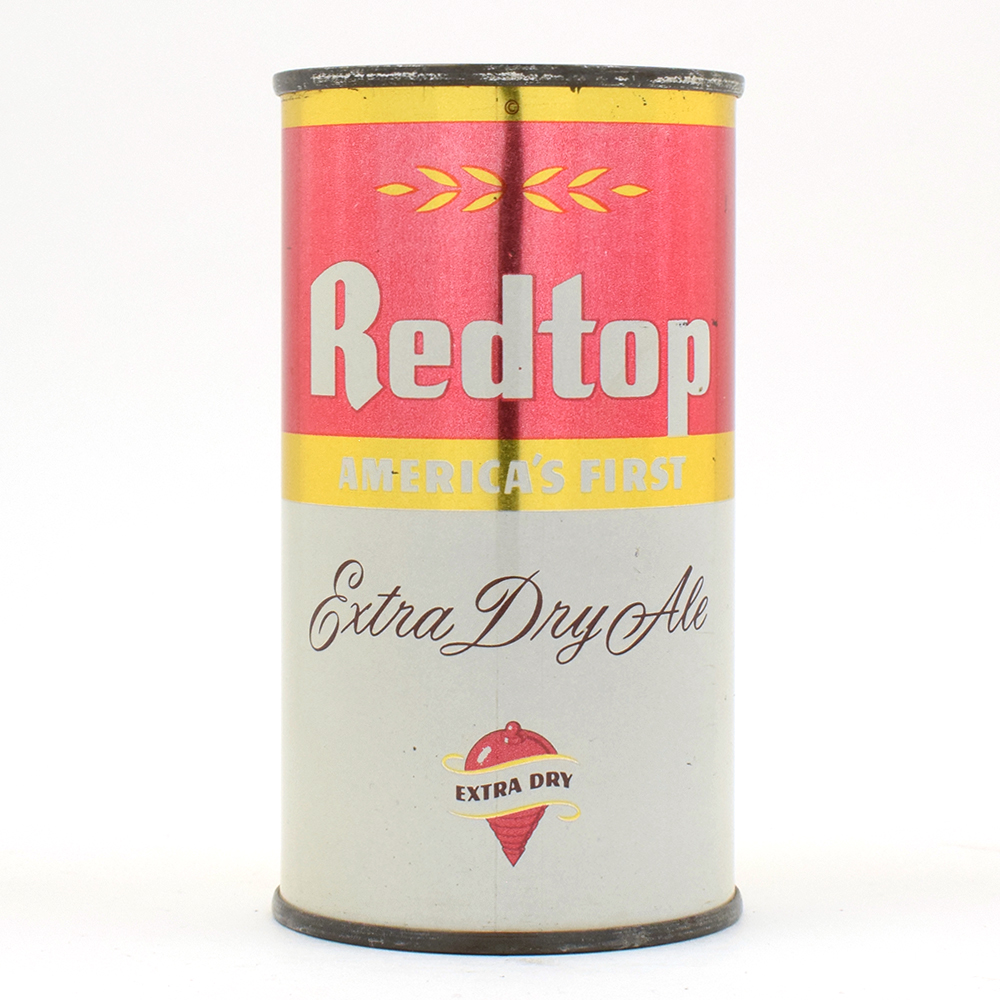 ©
Redtop
AMERICA'S FIRST
Extra Dry Ale
EXTRA DRY